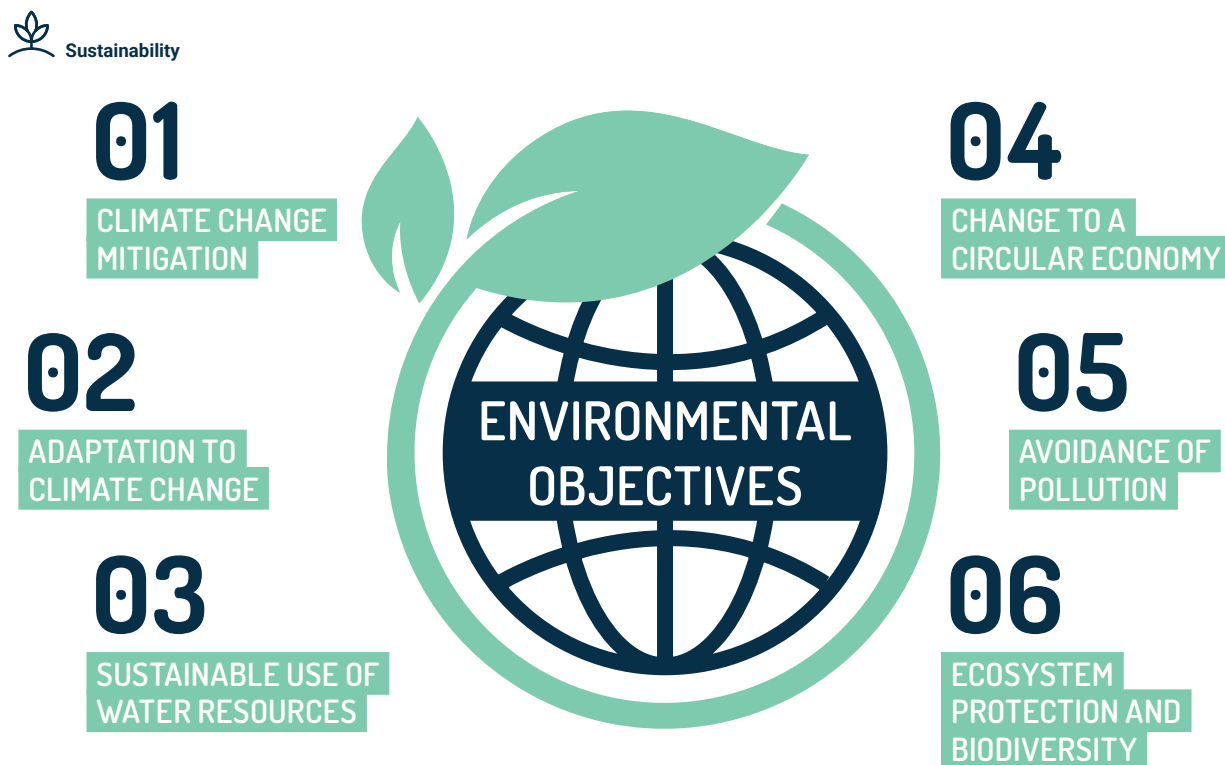 Sustainability
01
CLIMATE CHANGE
MITIGATION
02
ADAPTATION TO
CLIMATE CHANGE
03
SUSTAINABLE USE OF
WATER RESOURCES
ENVIRONMENTAL
OBJECTIVES
04
CHANGE TO A
CIRCULAR ECONOMY
05
AVOIDANCE OF
POLLUTION
06
ECOSYSTEM
PROTECTION AND
BIODIVERSITY